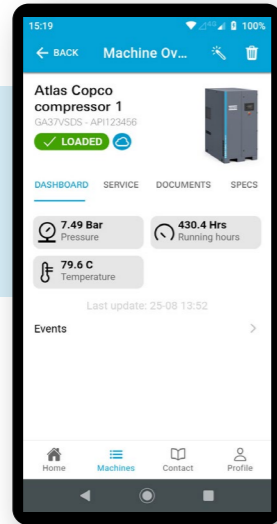 15:19
4G
100%
BACK
Machine Ov...
Atlas Copco
compressor 1
GA37VSDS - API123456
LOADED
DASHBOARD
SERVICE
DOCUMENTS
SPECS
7.49 Bar
Pressure
430.4 Hrs
Running hours
79.6 C
Temperature
Last update: 25-08 13:52
Events
Home
Machines
Contact
Profile